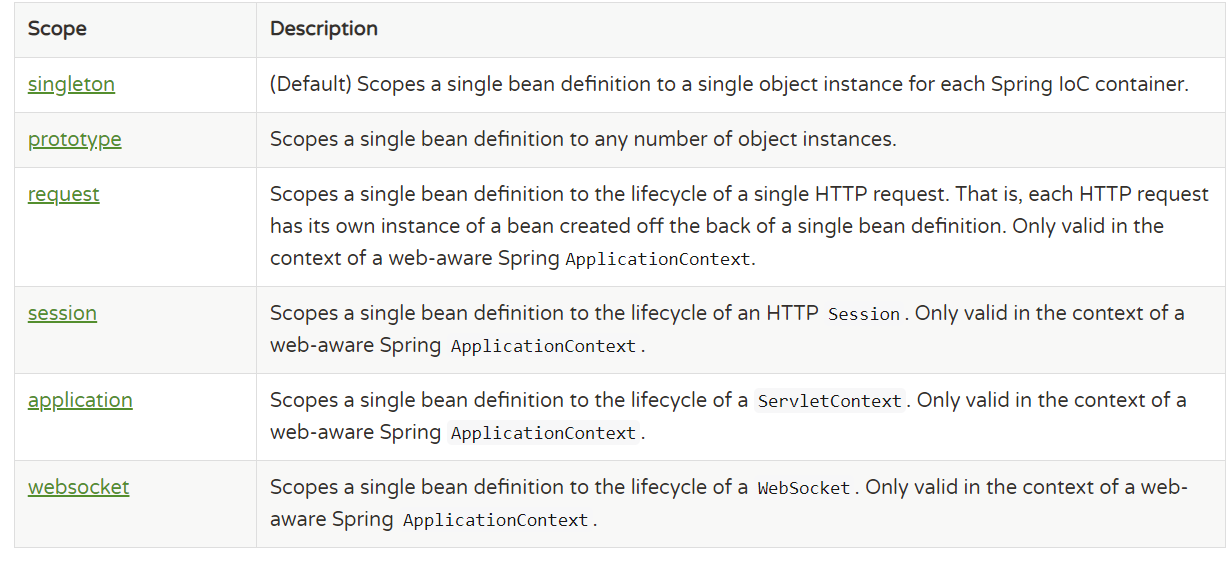 Scope Description
singleton (Default) Scopes a single bean definition to a single object instance for each Spring IoC container.
prototype Scopes a single bean definition to any number of object instances.
request Scopes a single bean definition to the lifecycle of a single HTTP request. That is, each HTTP request
has its own instance of a bean created off the back of a single bean definition. Only valid in the
context of a web-aware Spring ApplicationContext.
session Scopes a single bean definition to the lifecycle of an HTTP Session. Only valid in the context of a
web-aware Spring ApplicationContext.
application Scopes a single bean definition to the lifecycle of a ServletContext. Only valid in the context of a
web-aware Spring ApplicationContext.
websocket Scopes a single bean definition to the lifecycle of a WebSocket. Only valid in the context of a web-
aware Spring ApplicationContext.